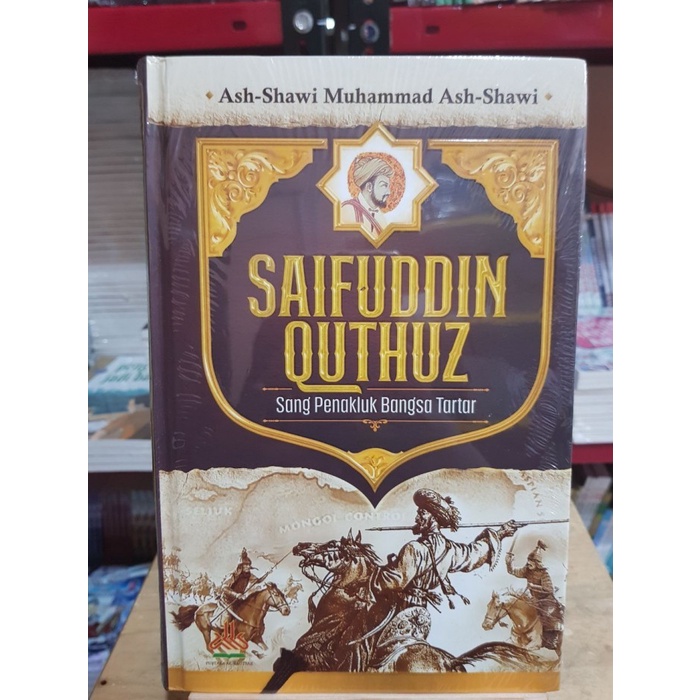 Ash-Shawi Muhammad Ash-Shawi
SAIFUDDIN
QUTHUZ
Sang Penakluk Bangsa Tartar
SELJUK
MONGOL CONTROL